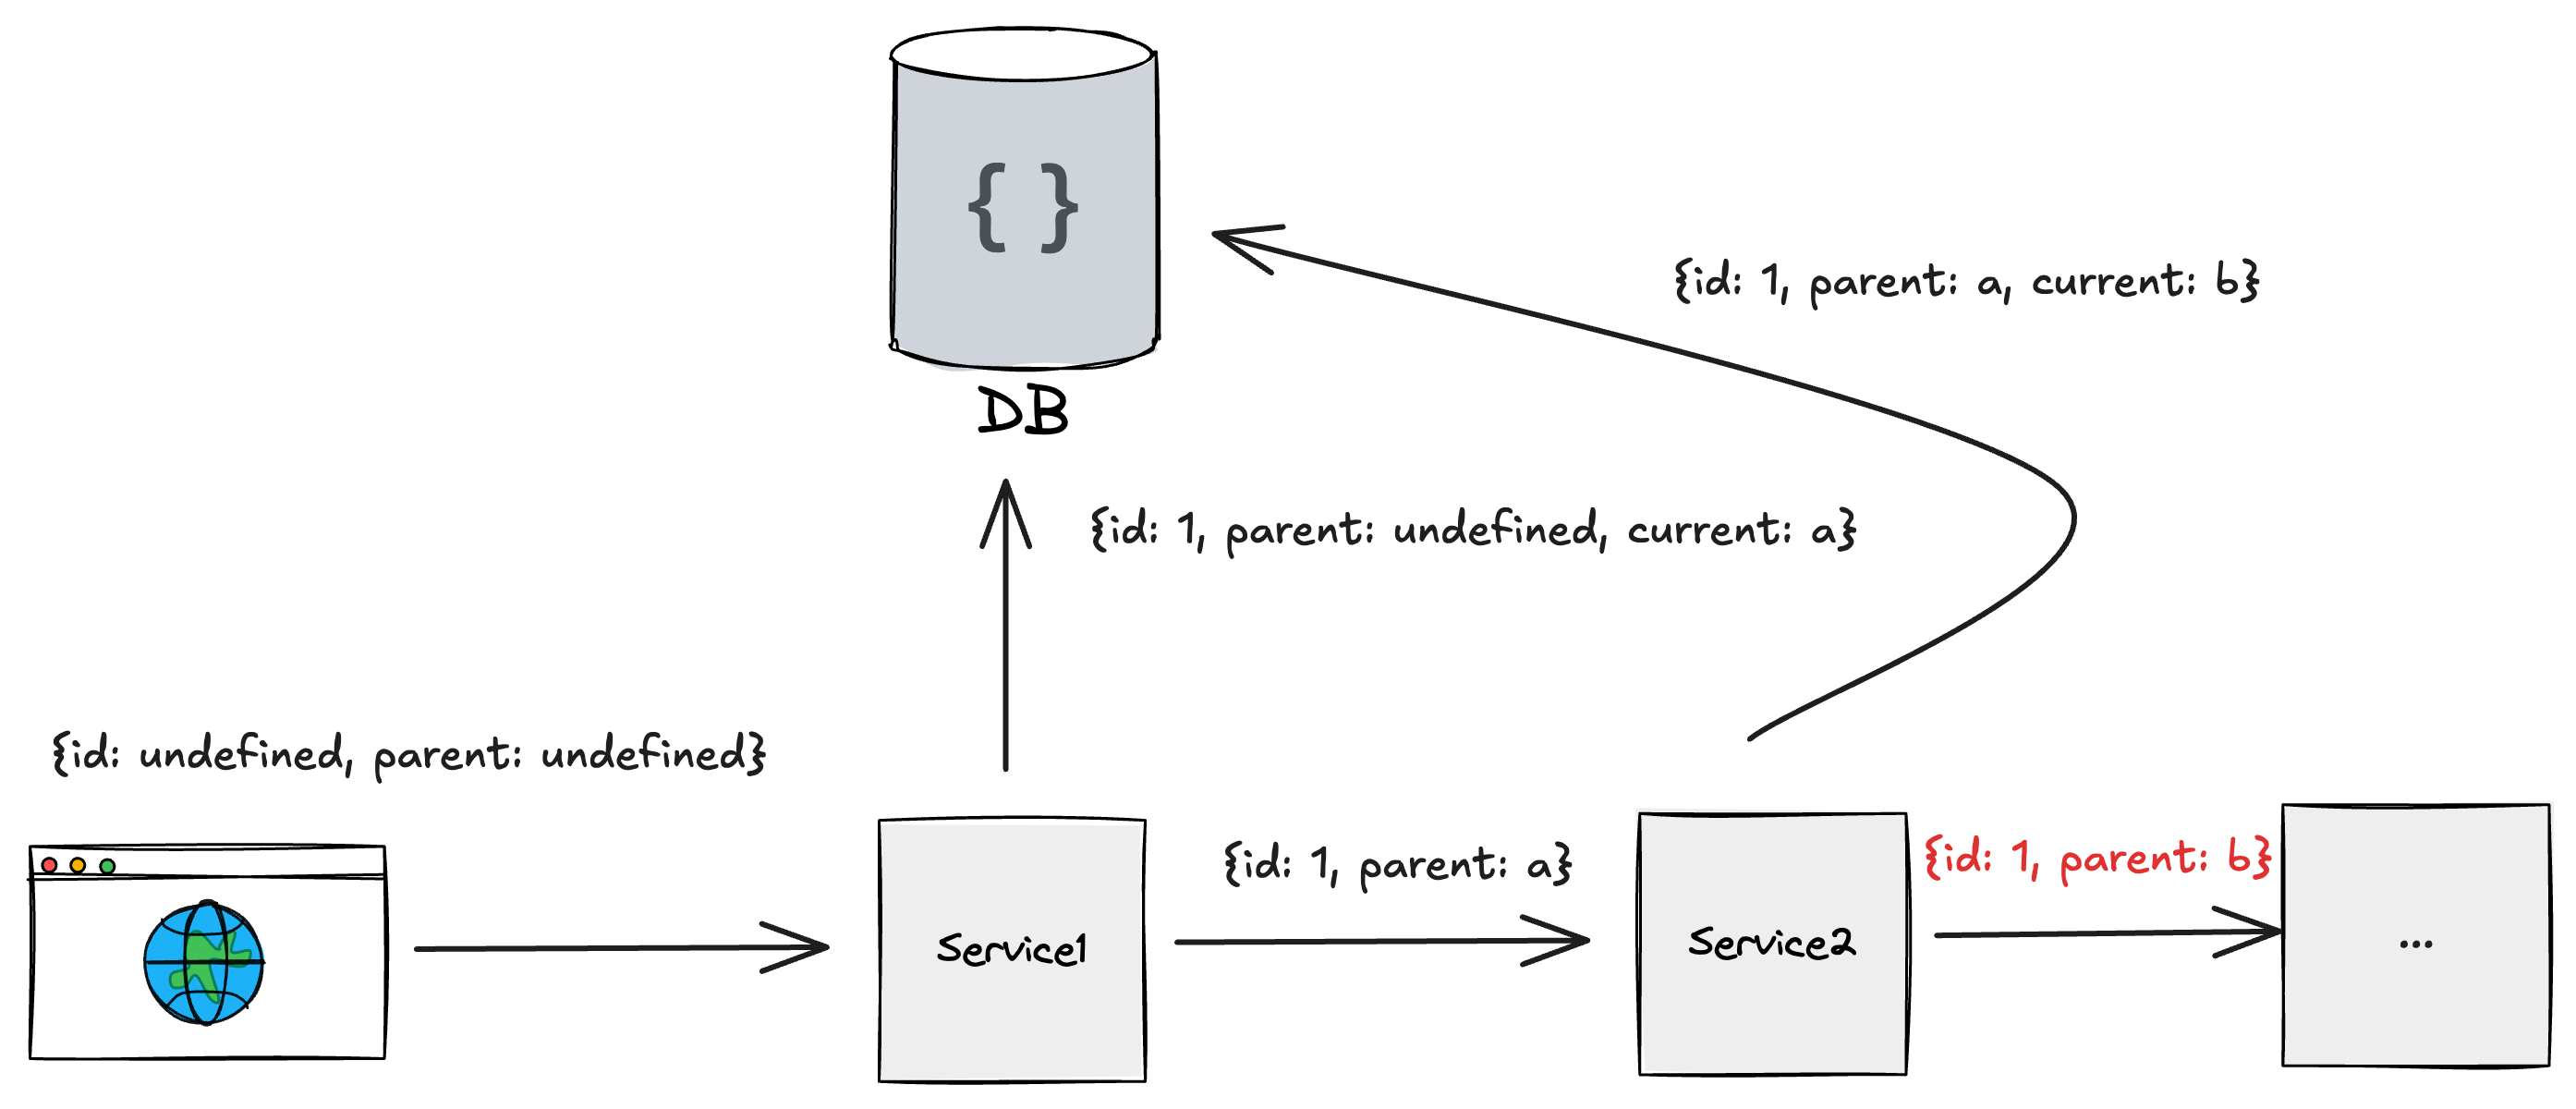 { }
DB
{id: 1, parent: a, current: b}
{id: 1, parent: undefined, current: a}
{id: undefined, parent: undefined}
{id: 1, parent: a}
{id: 1, parent: b}
Service1
Service2
...